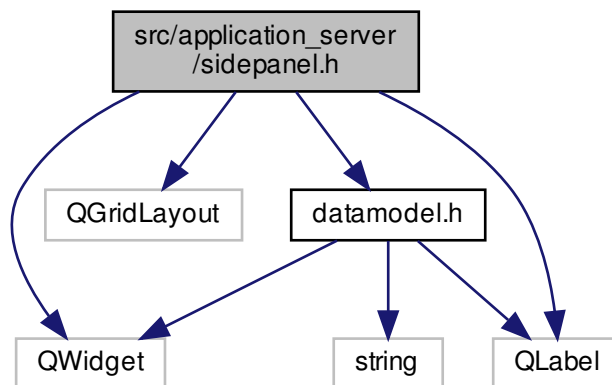 src/application_server
/sidepanel.h
QGridLayout
datamodel.h
QWidget
string
QLabel